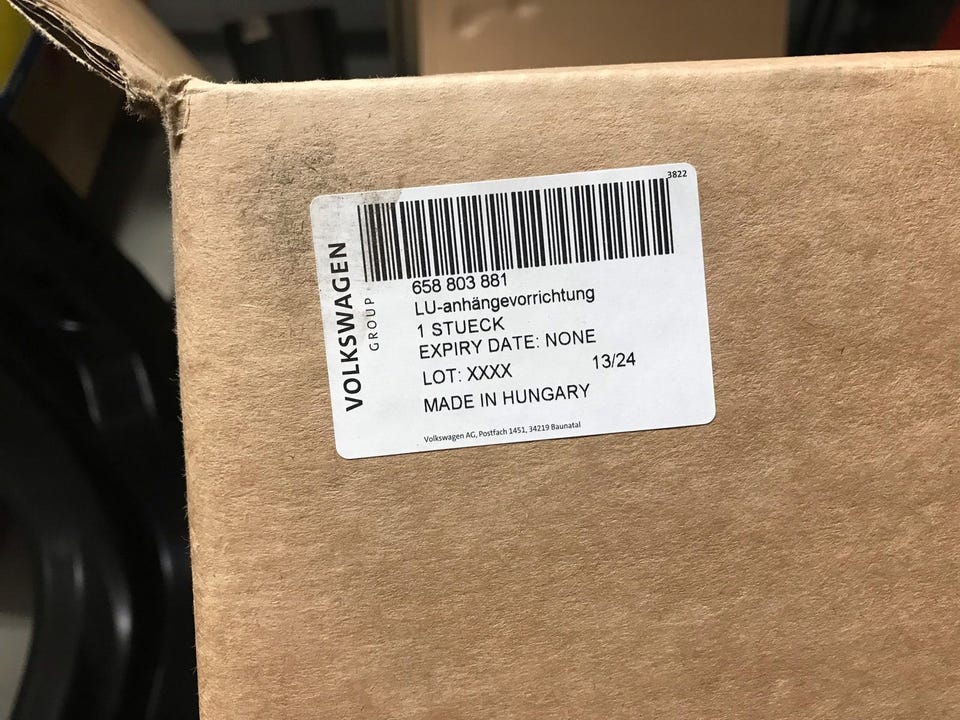 3822
VOLKSWAGEN
GROUP
658 803 881
LU-anhängevorrichtung
1 STUECK
EXPIRY DATE: NONE
LOT: XXXX 13/24
MADE IN HUNGARY
Volkswagen AG, Postfach 1451, 34219 Baunatal